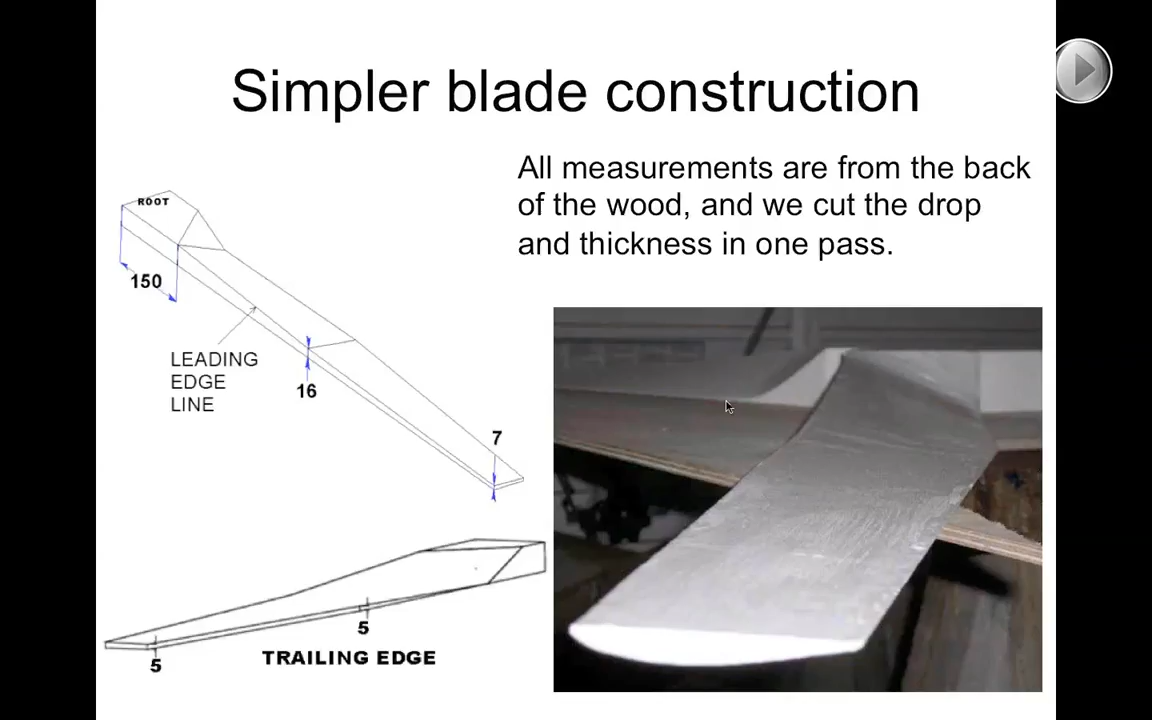 Simpler blade construction
All measurements are from the back
of the wood, and we cut the drop
and thickness in one pass.
ROOT
150
LEADING
EDGE
LINE
16
7
5
5
TRAILING EDGE